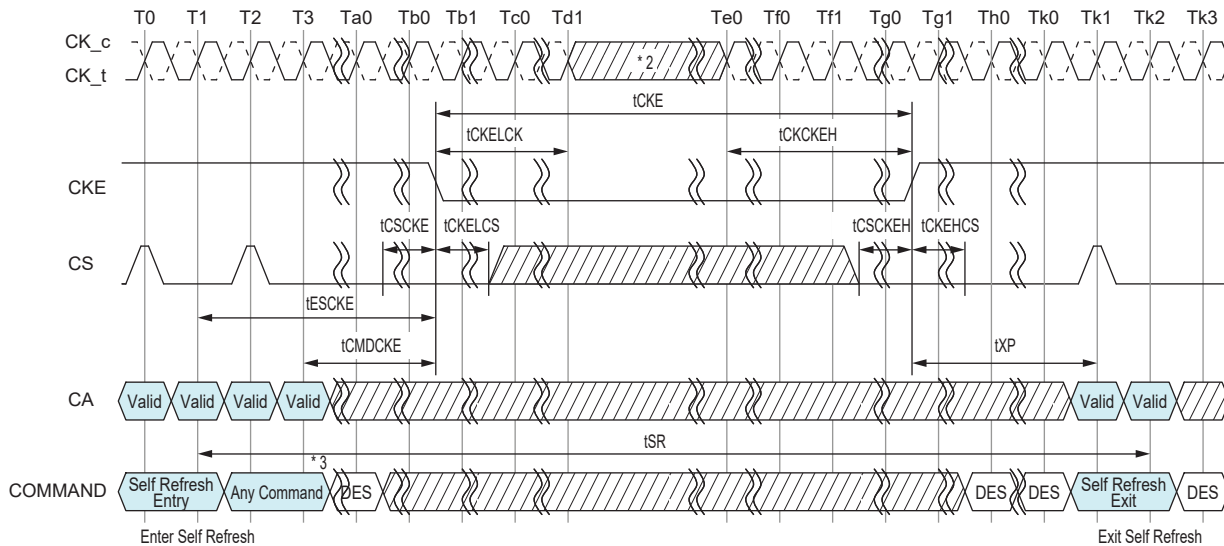 T0 T1 T2 T3 Ta0 Tb0 Tb1 Tc0 Td1 Te0 Tf0 Tf1 Tg0 Tg1 Th0 Tk0 Tk1 Tk2 Tk3
CK_c
CK_t
* 2
tCKE
tCKELCK tCKCKEH
CKE
tCSCKE tCKELCS tCSCKEH tCKEHCS
CS
tESCKE
tCMDCKE tXP
CA Valid Valid Valid Valid Valid Valid
tSR
* 3
COMMAND Self Refresh Entry Any Command DES DES DES Self Refresh Exit DES
Enter Self Refresh Exit Self Refresh